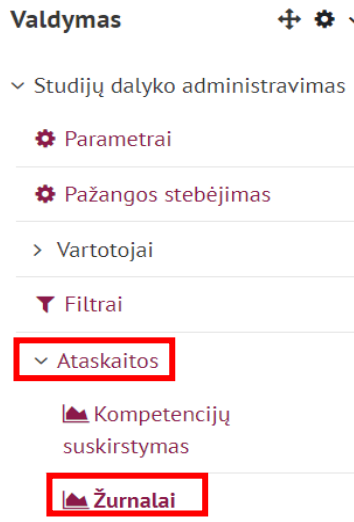 Valdymas
Studijų dalyko administravimas
Parametrai
Pažangos stebėjimas
Vartotojai
Filtrai
Ataskaitos
Kompetencijų
suskirstymas
Žurnalai